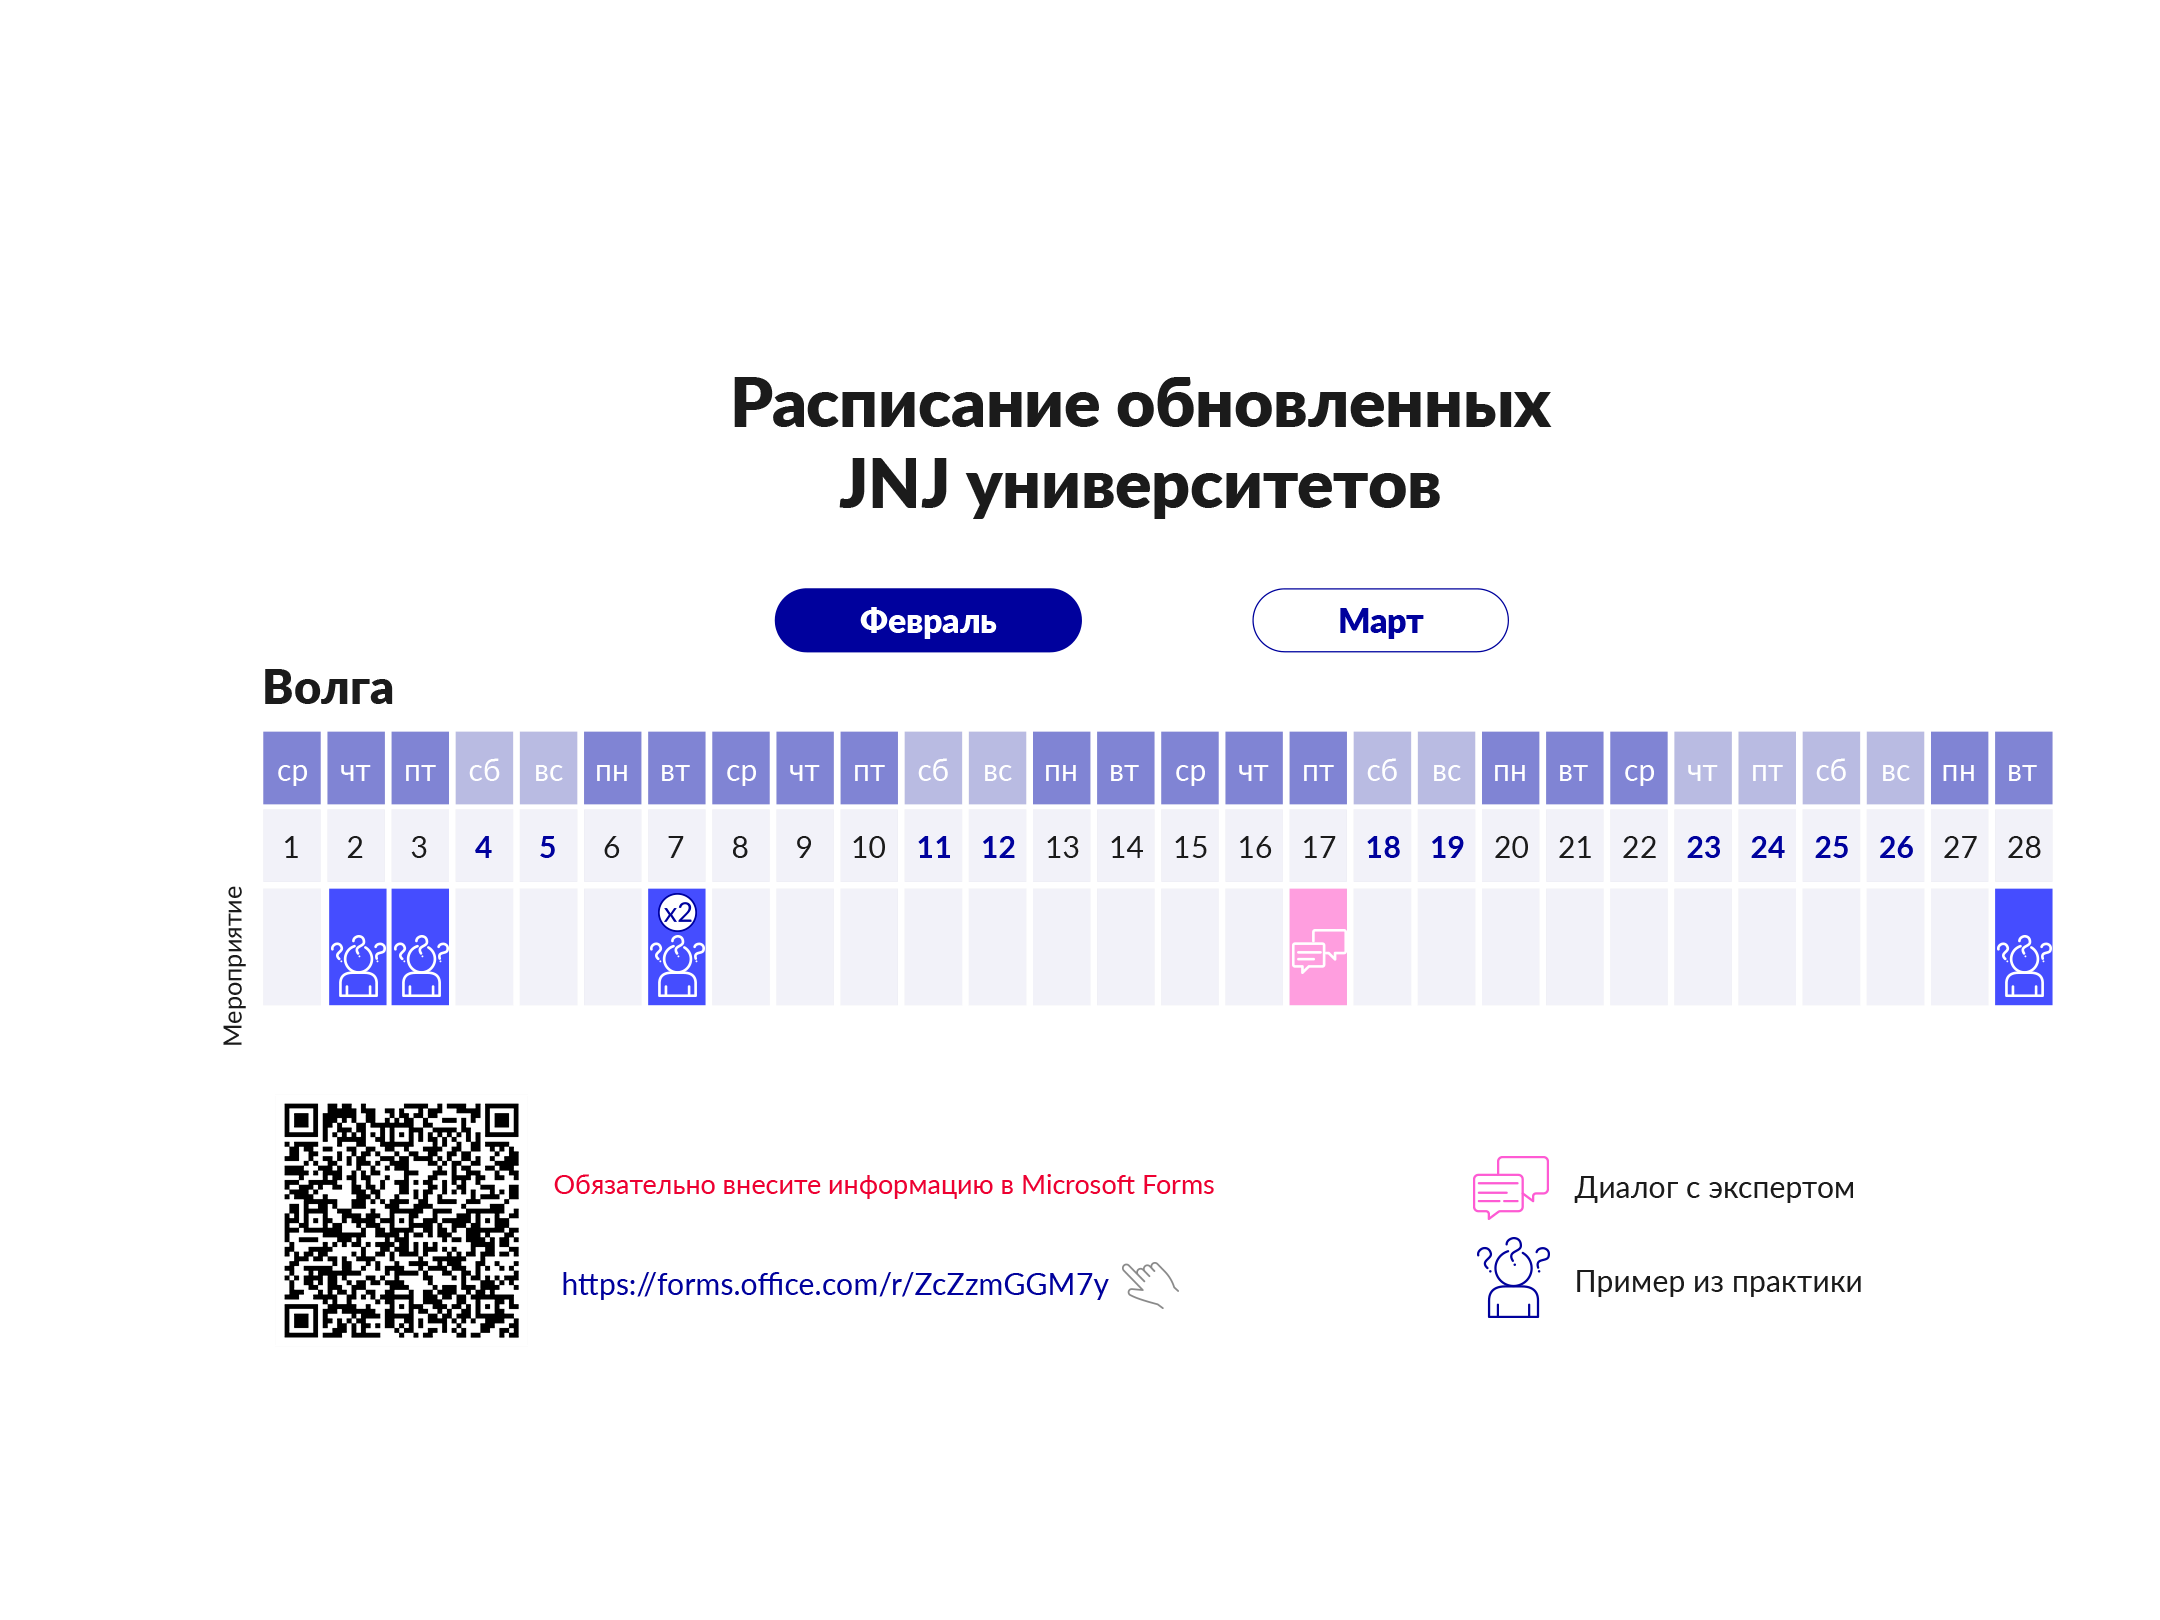 Расписание обновленных
JNJ университетов
Февраль Март
Волга
ср чт пт сб вс пн вт ср чт пт сб вс пн вт ср чт пт сб вс пн вт ср чт пт сб вс пн вт
1 2 3 4 5 6 7 8 9 10 11 12 13 14 15 16 17 18 19 20 21 22 23 24 25 26 27 28
Мероприятие
x2
Обязательно внесите информацию в Microsoft Forms
https://forms.office.com/r/ZcZzmGGM7y
Диалог с экспертом
Пример из практики